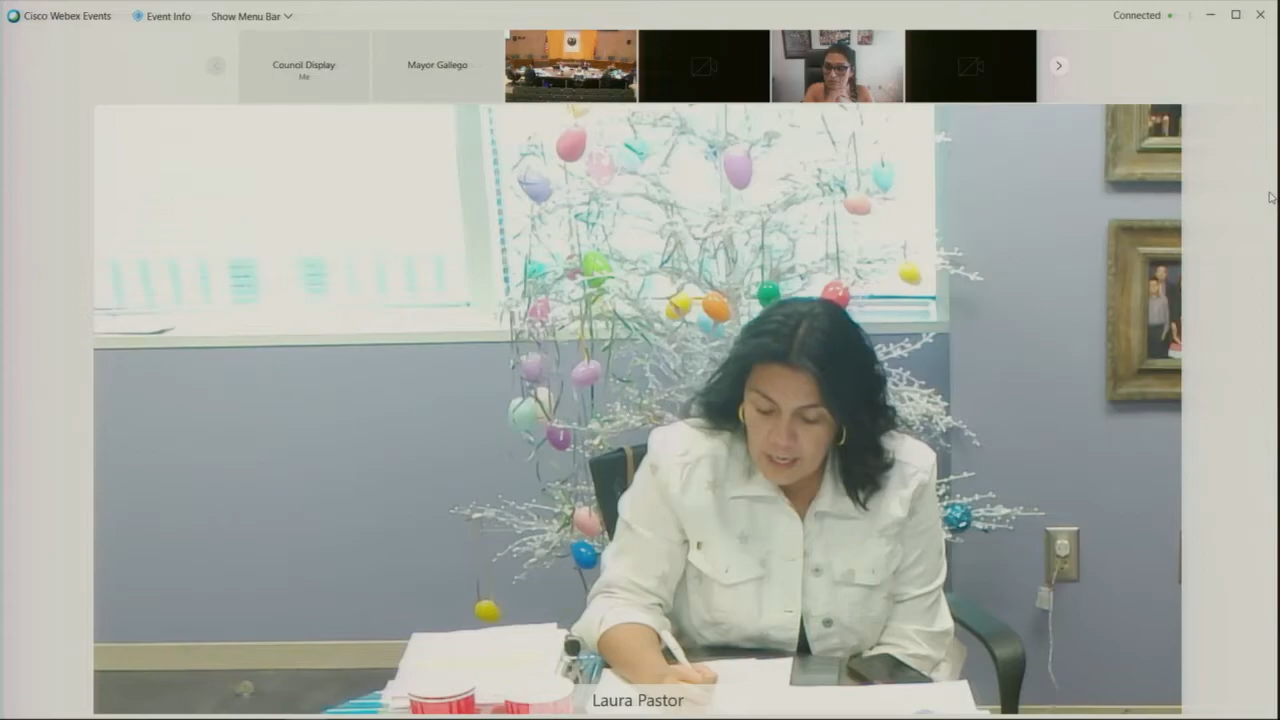 Cisco Webex Events
Event Info
Show Menu Bar
Connected
Council Display
Me
Mayor Gallego
Laura Pastor